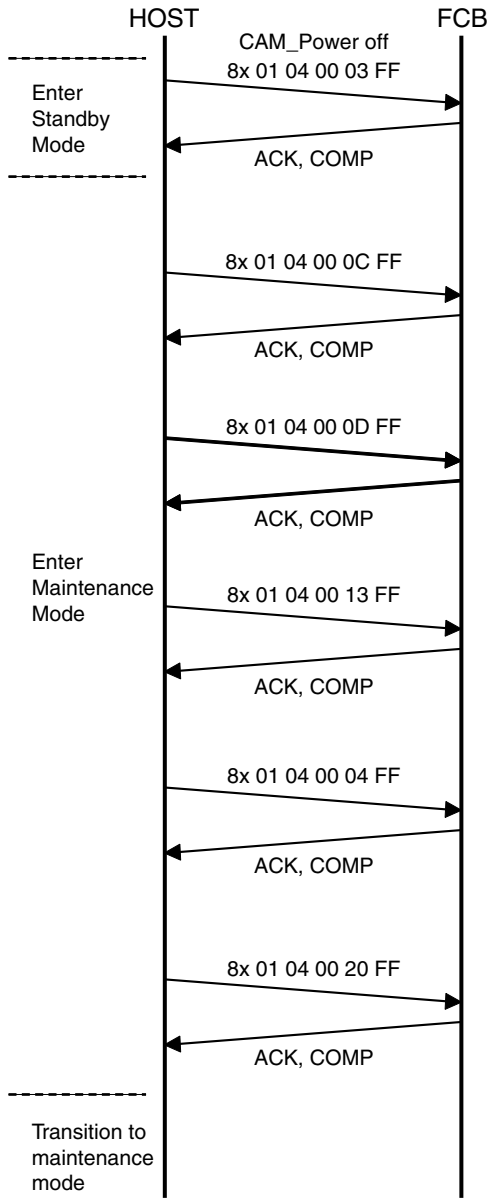 HOST
FCB
CAM_Power off
8x 01 04 00 03 FF
Enter
Standby
Mode
ACK, COMP
8x 01 04 00 0C FF
ACK, COMP
8x 01 04 00 0D FF
ACK, COMP
Enter
Maintenance
Mode
8x 01 04 00 13 FF
ACK, COMP
8x 01 04 00 04 FF
ACK, COMP
8x 01 04 00 20 FF
ACK, COMP
Transition to
maintenance
mode